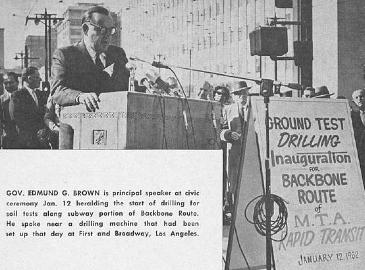 GROUND TEST
DRILLING
Inauguration
FOR
BACKBONE
ROUTE
of
M.T.A.
RAPID TRANSIT
JANUARY 12, 1962
GOV. EDMUND G. BROWN is principal speaker at civic
ceremony Jan. 12 heralding the start of drilling for
soil tests along subway portion of Backbone Route.
He spoke near a drilling machine that had been
set up that day at First and Broadway, Los Angeles.